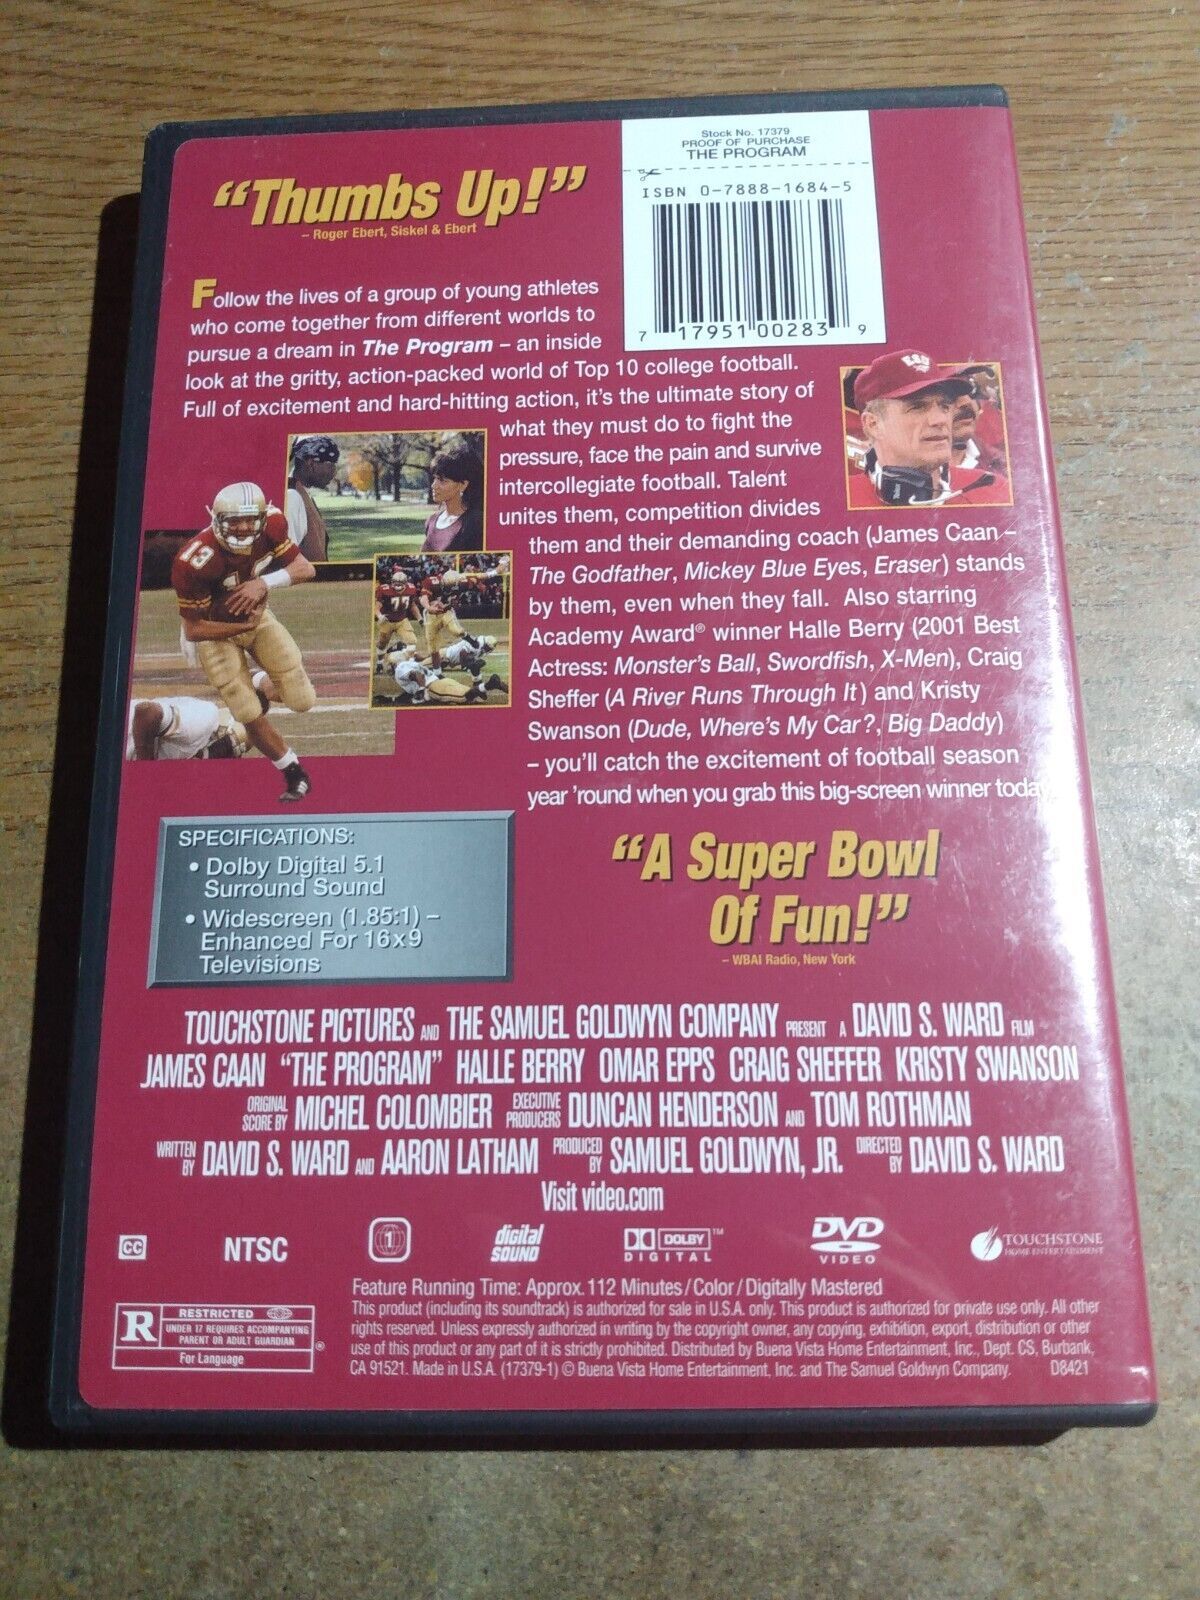 Stock No. 17379
PROOF OF PURCHASE
THE PROGRAM
ISBN 0-7888-1684-5
7 17951 00283 9
“Thumbs Up!”
– Roger Ebert, Siskel & Ebert
Follow the lives of a group of young athletes
who come together from different worlds to
pursue a dream in The Program – an inside
look at the gritty, action-packed world of Top 10 college football.
Full of excitement and hard-hitting action, it’s the ultimate story of
what they must do to fight the
pressure, face the pain and survive
intercollegiate football. Talent
unites them, competition divides
them and their demanding coach (James Caan –
The Godfather, Mickey Blue Eyes, Eraser) stands
by them, even when they fall. Also starring
Academy Award® winner Halle Berry (2001 Best
Actress: Monster’s Ball, Swordfish, X-Men), Craig
Sheffer (A River Runs Through It) and Kristy
Swanson (Dude, Where’s My Car?, Big Daddy)
– you’ll catch the excitement of football season
year ’round when you grab this big-screen winner today
ESU
13
77
SPECIFICATIONS:
• Dolby Digital 5.1
Surround Sound
• Widescreen (1.85:1) –
Enhanced For 16x9
Televisions
“A Super Bowl
Of Fun!”
– WBAI Radio, New York
TOUCHSTONE PICTURES AND THE SAMUEL GOLDWYN COMPANY PRESENT A DAVID S. WARD FILM
JAMES CAAN “THE PROGRAM” HALLE BERRY OMAR EPPS CRAIG SHEFFER KRISTY SWANSON
ORIGINAL SCORE BY MICHEL COLOMBIER EXECUTIVE PRODUCERS DUNCAN HENDERSON AND TOM ROTHMAN
WRITTEN BY DAVID S. WARD AND AARON LATHAM PRODUCED BY SAMUEL GOLDWYN, JR. DIRECTED BY DAVID S. WARD
Visit video.com
CC NTSC 1 digital SOUND DOLBY DIGITAL™ DVD VIDEO TOUCHSTONE HOME ENTERTAINMENT
Feature Running Time: Approx. 112 Minutes/Color/Digitally Mastered
This product (including its soundtrack) is authorized for sale in U.S.A. only. This product is authorized for private use only. All other
rights reserved. Unless expressly authorized in writing by the copyright owner, any copying, exhibition, export, distribution or other
use of this product or any part of it is strictly prohibited. Distributed by Buena Vista Home Entertainment, Inc., Dept. CS, Burbank,
CA 91521. Made in U.S.A. (17379-1) © Buena Vista Home Entertainment, Inc. and The Samuel Goldwyn Company. D8421
R RESTRICTED
UNDER 17 REQUIRES ACCOMPANYING
PARENT OR ADULT GUARDIAN ®
For Language